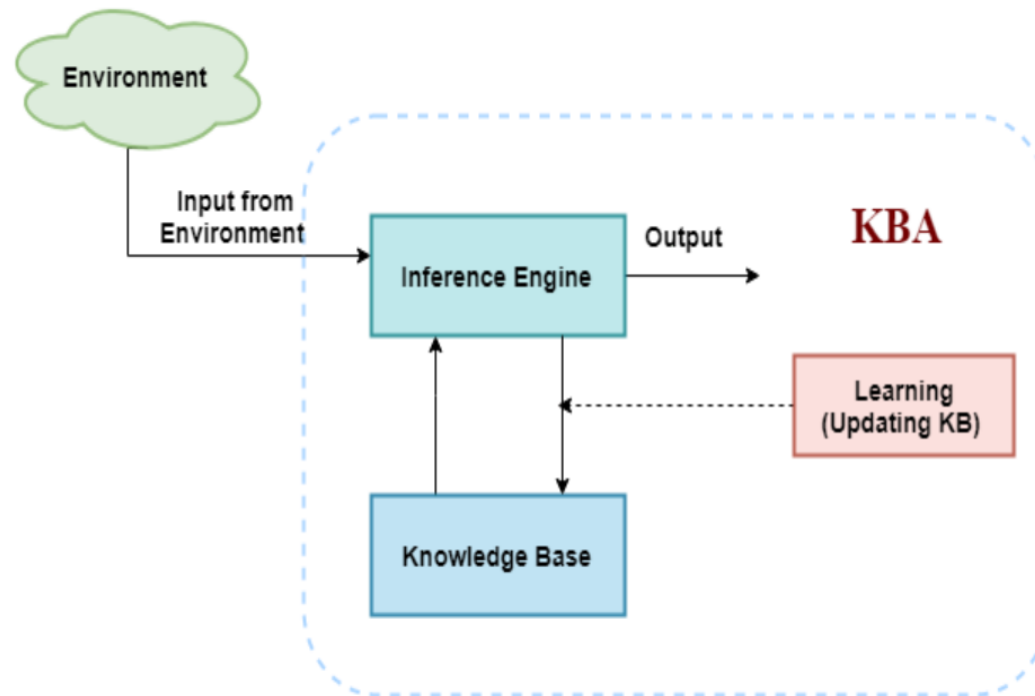 Environment
Input from
Environment
Inference Engine
Output
KBA
Learning
(Updating KB)
Knowledge Base